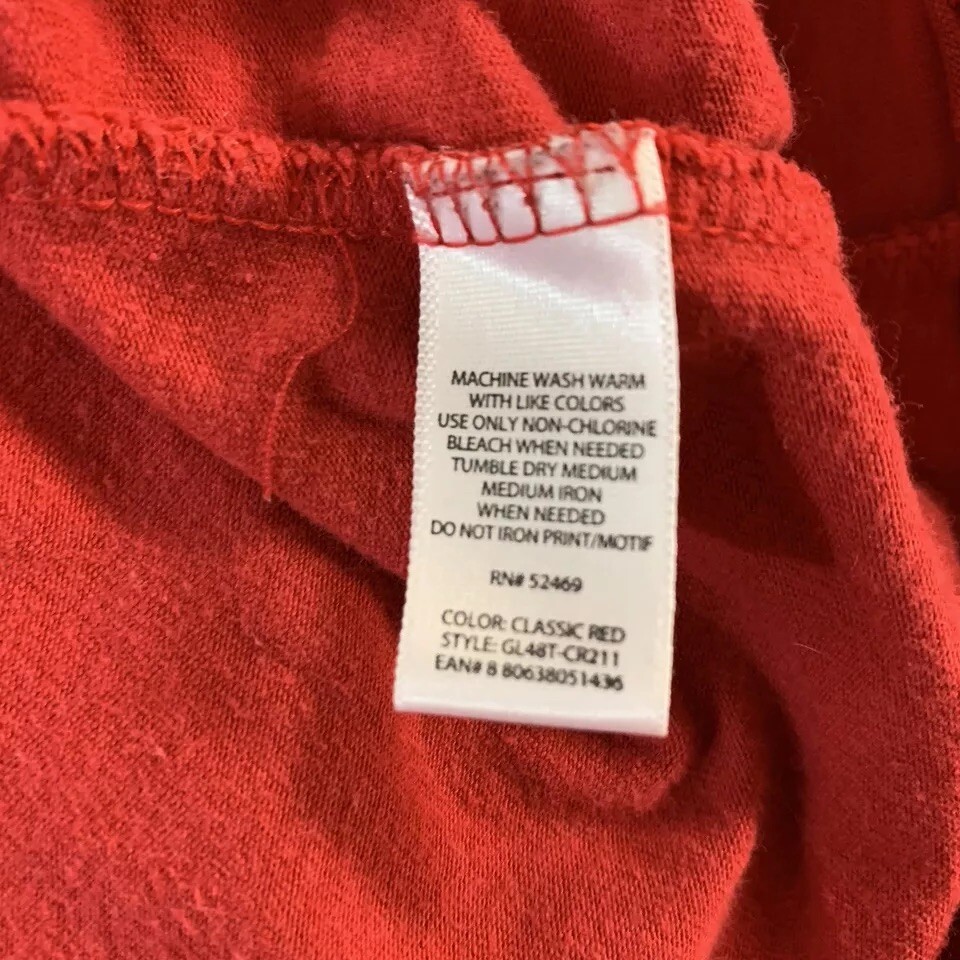 MACHINE WASH WARM
WITH LIKE COLORS
USE ONLY NON-CHLORINE
BLEACH WHEN NEEDED
TUMBLE DRY MEDIUM
MEDIUM IRON
WHEN NEEDED
DO NOT IRON PRINT/MOTIF
RN# 52469
COLOR: CLASSIC RED
STYLE: GL48T-CR211
EAN# 8 80638051436